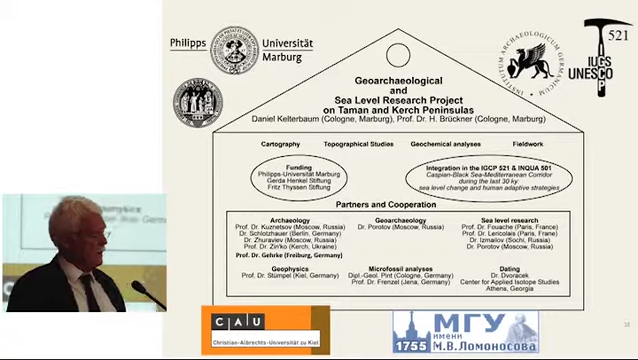 Philipps Universität
Marburg
INSTITUTUM ARCHAEOLOGICUM GERMANICUM
521
IUGS
UNESCO
IGCP
Geoarchaeological
and
Sea Level Research Project
on Taman and Kerch Peninsulas
Daniel Kelterbaum (Cologne, Marburg), Prof. Dr. H. Brückner (Cologne, Marburg)
Cartography Topographical Studies Geochemical analyses Fieldwork
Funding
Philipps-Universität Marburg
Gerda Henkel Stiftung
Fritz Thyssen Stiftung
Integration in the IGCP 521 & INQUA 501
Caspian-Black Sea-Mediterranean Corridor
during the last 30 ky:
sea level change and human adaptive strategies
Partners and Cooperation
Archaeology
Prof. Dr. Kuznetsov (Moscow, Russia)
Dr. Schlotzhauer (Berlin, Germany)
Dr. Zhuravlev (Moscow, Russia)
Dr. Zin'ko (Kerch, Ukraine)
Prof. Dr. Gehrke (Freiburg, Germany)
Geoarchaeology
Dr. Porotov (Moscow, Russia)
Sea level research
Prof. Dr. Fouache (Paris, France)
Prof. Dr. Lericolais (Paris, Frane)
Dr. Izmailov (Sochi, Russia)
Dr. Porotov (Moscow, Russia)
Geophysics
Prof. Dr. Stümpel (Kiel, Germany)
Microfossil analyses
Dipl.-Geol. Pint (Cologne, Germany)
Prof. Dr. Frenzel (Jena, Germany)
Dating
Dr. Dvoracek
Center for Applied Isotope Studies
Athens, Georgia
CAU
Christian-Albrechts-Universität zu Kiel
1755
МГУ
имени
М.В.Ломоносова